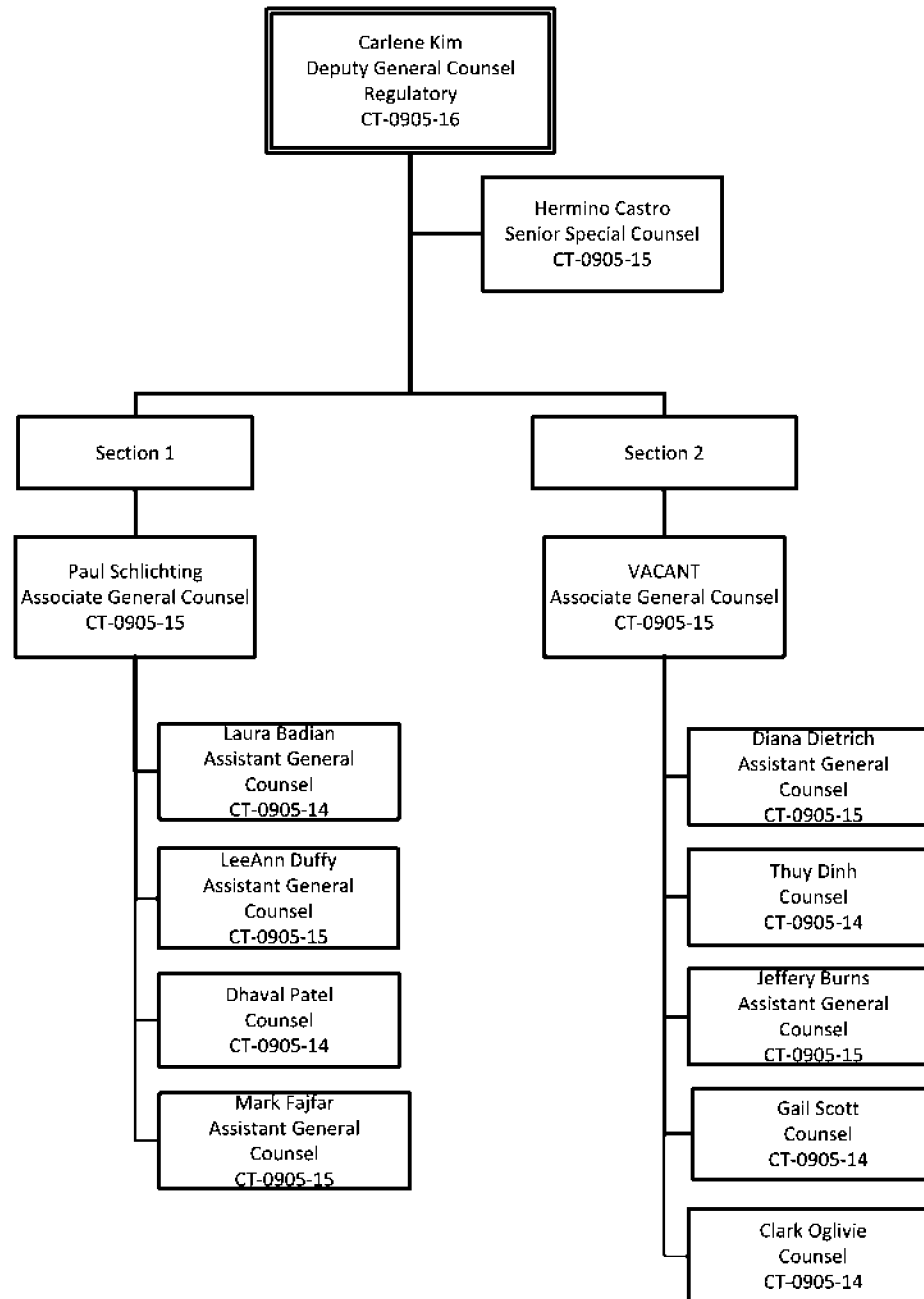 Carlene Kim
Deputy General Counsel
Regulatory
CT-0905-16
Hermino Castro
Senior Special Counsel
CT-0905-15
Section 1
Section 2
Paul Schlichting
Associate General Counsel
CT-0905-15
VACANT
Associate General Counsel
CT-0905-15
Laura Badian
Assistant General
Counsel
CT-0905-14
LeeAnn Duffy
Assistant General
Counsel
CT-0905-15
Dhaval Patel
Counsel
CT-0905-14
Mark Fajfar
Assistant General
Counsel
CT-0905-15
Diana Dietrich
Assistant General
Counsel
CT-0905-15
Thuy Dinh
Counsel
CT-0905-14
Jeffery Burns
Assistant General
Counsel
CT-0905-15
Gail Scott
Counsel
CT-0905-14
Clark Oglivie
Counsel
CT-0905-14